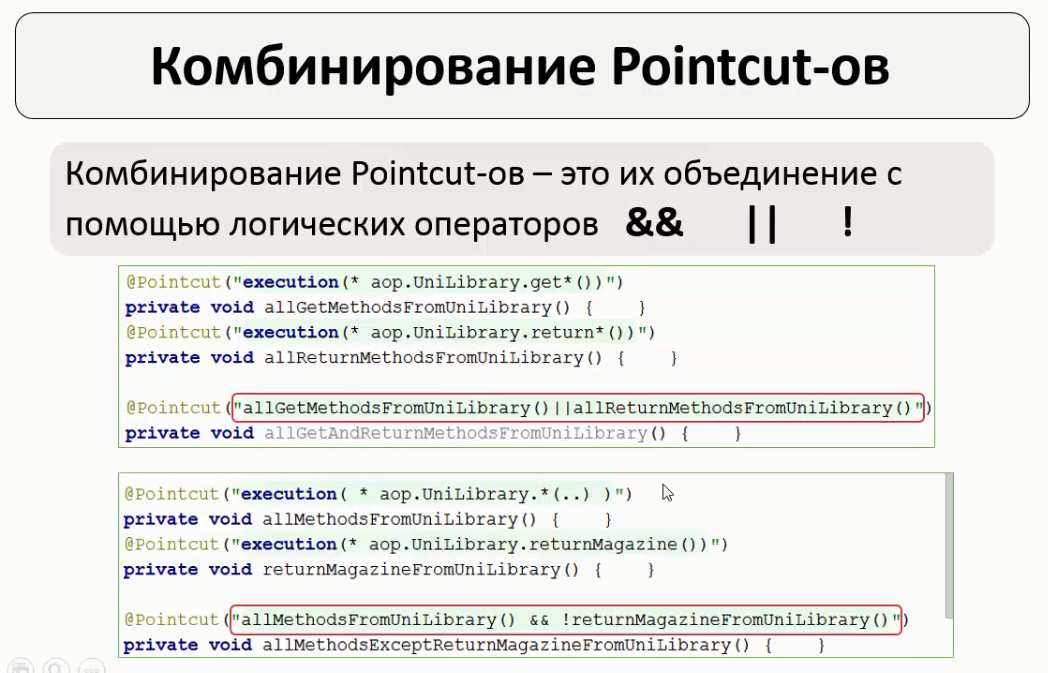 Комбинирование Pointcut-ов
Комбинирование Pointcut-ов – это их объединение с
помощью логических операторов && || !
@Pointcut("execution(* aop.UniLibrary.get*())")
private void allGetMethodsFromUniLibrary() { }
@Pointcut("execution(* aop.UniLibrary.return*())")
private void allReturnMethodsFromUniLibrary() { }
@Pointcut("allGetMethodsFromUniLibrary()||allReturnMethodsFromUniLibrary()")
private void allGetAndReturnMethodsFromUniLibrary() { }
@Pointcut("execution( * aop.UniLibrary.*(..) )")
private void allMethodsFromUniLibrary() { }
@Pointcut("execution(* aop.UniLibrary.returnMagazine())")
private void returnMagazineFromUniLibrary() { }
@Pointcut("allMethodsFromUniLibrary() && !returnMagazineFromUniLibrary()")
private void allMethodsExceptReturnMagazineFromUniLibrary() { }